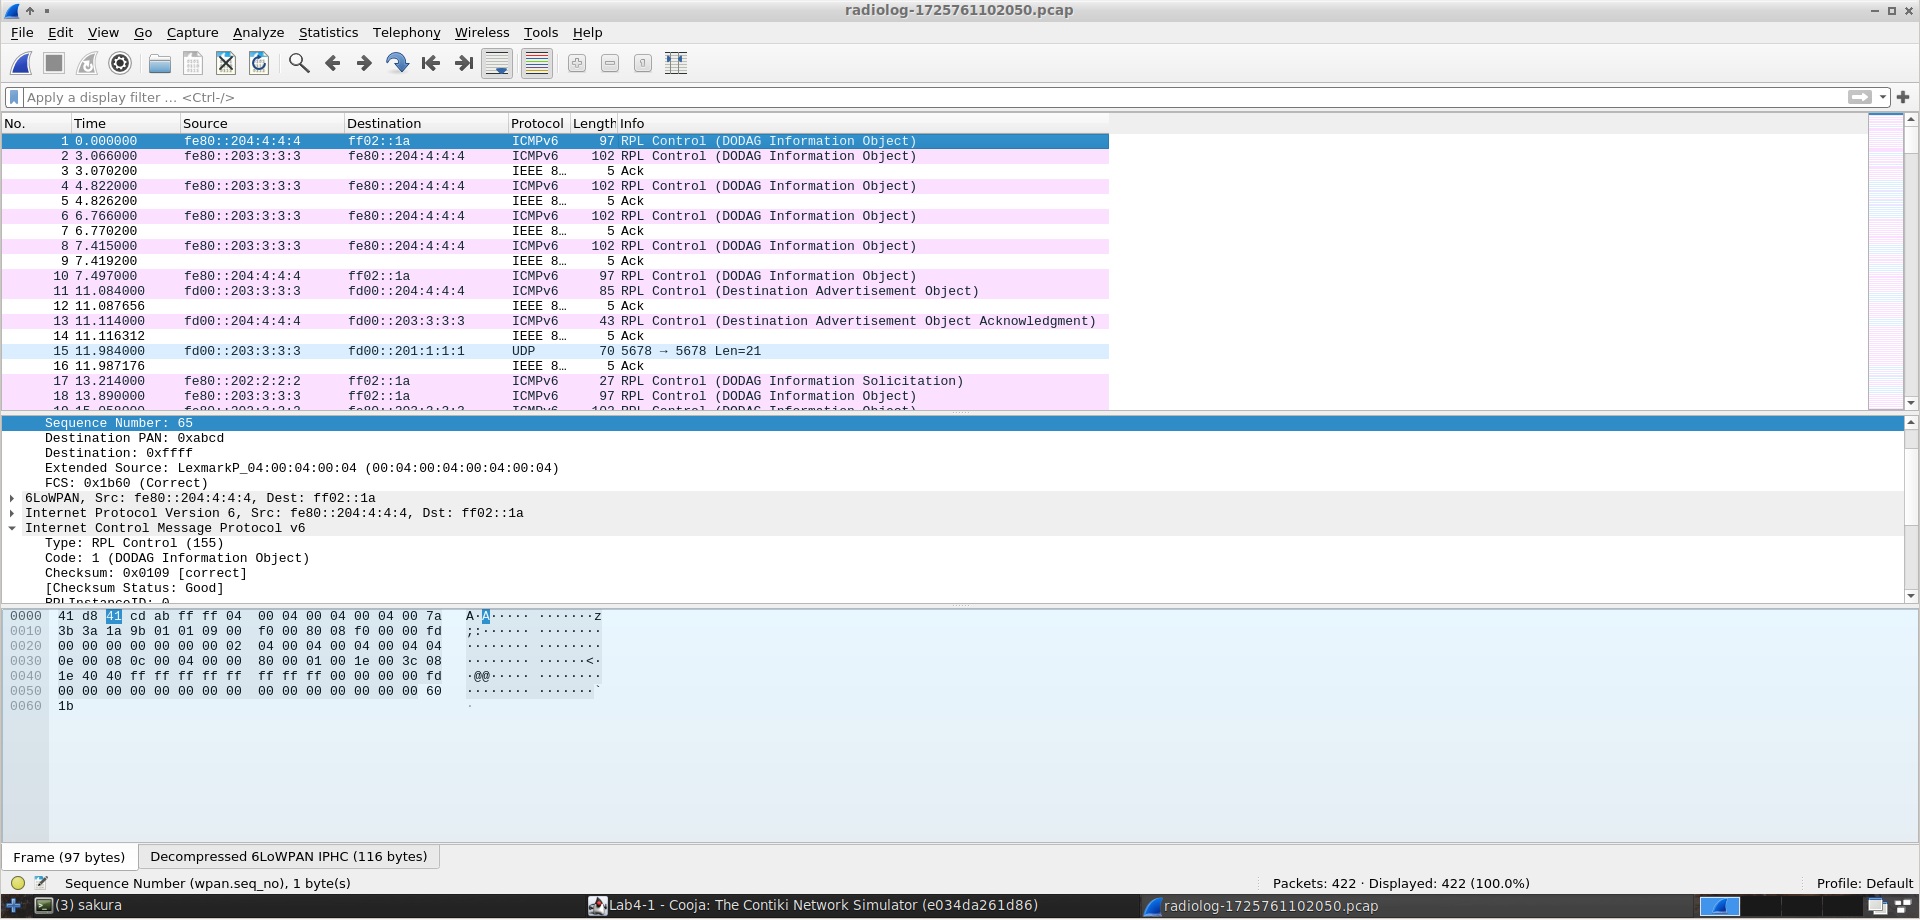 radiolog-1725761102050.pcap
File Edit View Go Capture Analyze Statistics Telephony Wireless Tools Help
Apply a display filter ... <Ctrl-/>
No. Time Source Destination Protocol Length Info
1 0.000000 fe80::204:4:4:4 ff02::1a ICMPv6 97 RPL Control (DODAG Information Object)
2 3.066000 fe80::203:3:3:3 fe80::204:4:4:4 ICMPv6 102 RPL Control (DODAG Information Object)
3 3.070200 IEEE 8… 5 Ack
4 4.822000 fe80::203:3:3:3 fe80::204:4:4:4 ICMPv6 102 RPL Control (DODAG Information Object)
5 4.826200 IEEE 8… 5 Ack
6 6.766000 fe80::203:3:3:3 fe80::204:4:4:4 ICMPv6 102 RPL Control (DODAG Information Object)
7 6.770200 IEEE 8… 5 Ack
8 7.415000 fe80::203:3:3:3 fe80::204:4:4:4 ICMPv6 102 RPL Control (DODAG Information Object)
9 7.419200 IEEE 8… 5 Ack
10 7.497000 fe80::204:4:4:4 ff02::1a ICMPv6 97 RPL Control (DODAG Information Object)
11 11.084000 fd00::203:3:3:3 fd00::204:4:4:4 ICMPv6 85 RPL Control (Destination Advertisement Object)
12 11.087656 IEEE 8… 5 Ack
13 11.114000 fd00::204:4:4:4 fd00::203:3:3:3 ICMPv6 43 RPL Control (Destination Advertisement Object Acknowledgment)
14 11.116312 IEEE 8… 5 Ack
15 11.984000 fd00::203:3:3:3 fd00::201:1:1:1 UDP 70 5678 → 5678 Len=21
16 11.987176 IEEE 8… 5 Ack
17 13.214000 fe80::202:2:2:2 ff02::1a ICMPv6 27 RPL Control (DODAG Information Solicitation)
18 13.890000 fe80::203:3:3:3 ff02::1a ICMPv6 97 RPL Control (DODAG Information Object)
Sequence Number: 65
Destination PAN: 0xabcd
Destination: 0xffff
Extended Source: LexmarkP_04:00:04:00:04 (00:04:00:04:00:04:00:04)
FCS: 0x1b60 (Correct)
6LoWPAN, Src: fe80::204:4:4:4, Dest: ff02::1a
Internet Protocol Version 6, Src: fe80::204:4:4:4, Dst: ff02::1a
Internet Control Message Protocol v6
Type: RPL Control (155)
Code: 1 (DODAG Information Object)
Checksum: 0x0109 [correct]
[Checksum Status: Good]
RPLInstanceID: 0
0000 41 d8 41 cd ab ff ff 04 00 04 00 04 00 04 00 7a A·A····· ·······z
0010 3b 3a 1a 9b 01 01 09 00 f0 00 80 08 f0 00 00 fd ;:······ ········
0020 00 00 00 00 00 00 00 02 04 00 04 00 04 00 04 04 ········ ········
0030 0e 00 08 0c 00 04 00 00 80 00 01 00 1e 00 3c 08 ········ ······<·
0040 1e 40 40 ff ff ff ff ff ff ff ff 00 00 00 00 fd ·@@····· ········
0050 00 00 00 00 00 00 00 00 00 00 00 00 00 00 00 60 ········ ·······`
0060 1b ·
Frame (97 bytes) Decompressed 6LoWPAN IPHC (116 bytes)
Sequence Number (wpan.seq_no), 1 byte(s) Packets: 422 · Displayed: 422 (100.0%) Profile: Default
(3) sakura Lab4-1 - Cooja: The Contiki Network Simulator (e034da261d86) radiolog-1725761102050.pcap